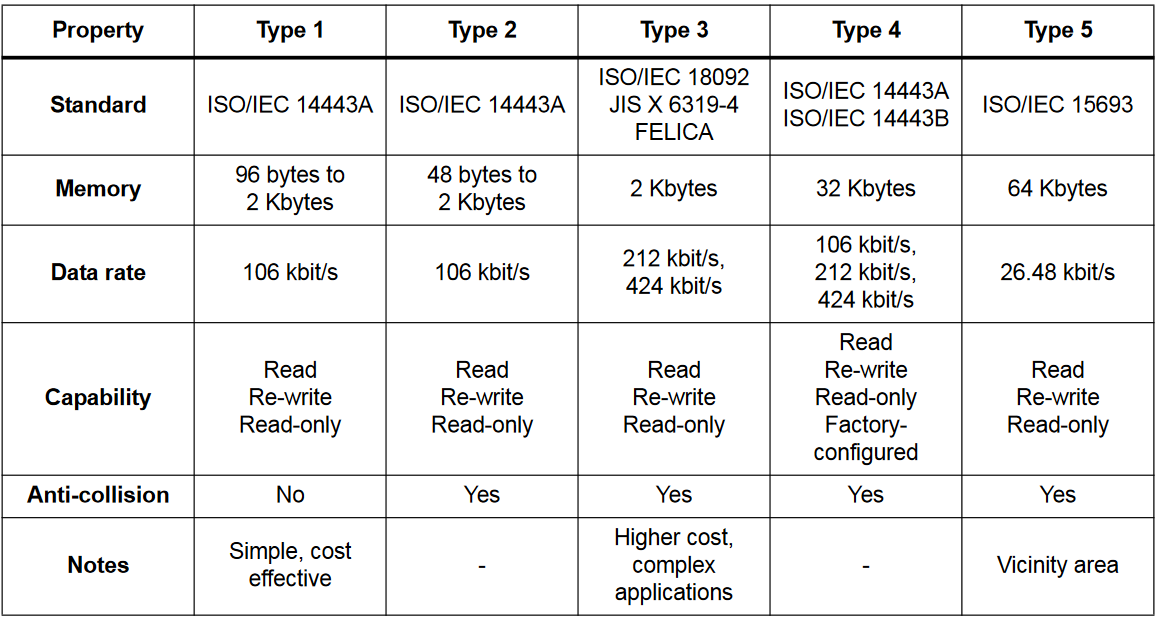 Property Type 1 Type 2 Type 3 Type 4 Type 5
Standard
ISO/IEC 14443A
ISO/IEC 14443A
ISO/IEC 18092
JIS X 6319-4
FELICA
ISO/IEC 14443A
ISO/IEC 14443B
ISO/IEC 15693
Memory
96 bytes to
2 Kbytes
48 bytes to
2 Kbytes
2 Kbytes
32 Kbytes
64 Kbytes
Data rate
106 kbit/s
106 kbit/s
212 kbit/s,
424 kbit/s
106 kbit/s,
212 kbit/s,
424 kbit/s
26.48 kbit/s
Capability
Read
Re-write
Read-only
Read
Re-write
Read-only
Read
Re-write
Read-only
Read
Re-write
Read-only
Factory-
configured
Read
Re-write
Read-only
Anti-collision No Yes Yes Yes Yes
Notes
Simple, cost
effective
-
Higher cost,
complex
applications
-
Vicinity area